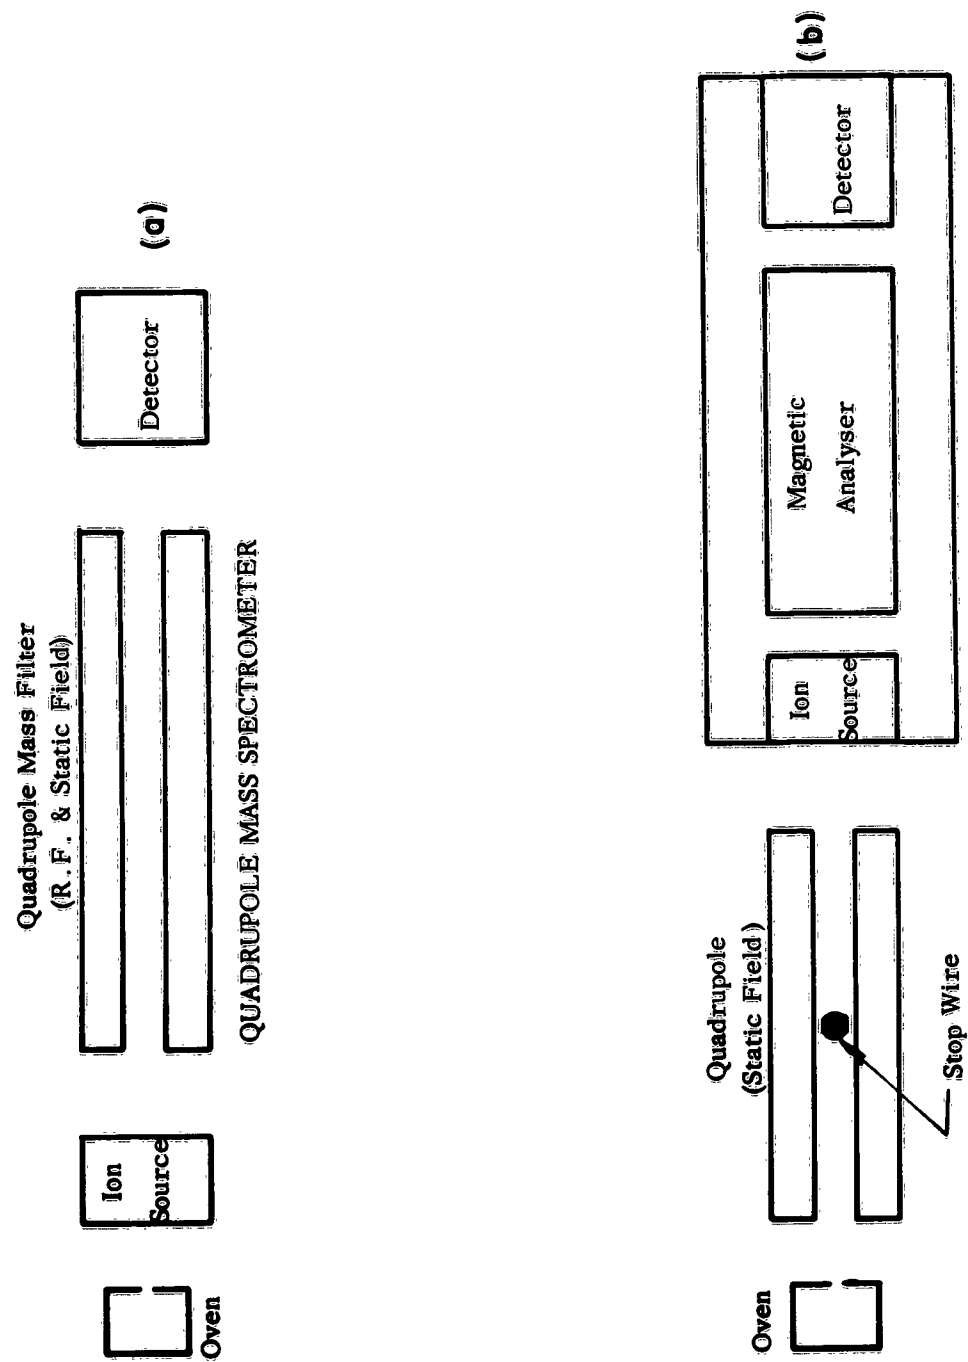 Quadrupole Mass Filter
(R.F. & Static Field)
Oven
Ion
Source
Detector
QUADRUPOLE MASS SPECTROMETER
(a)
Oven
Quadrupole
(Static Field)
Stop Wire
Ion
Source
Magnetic
Analyser
Detector
(b)